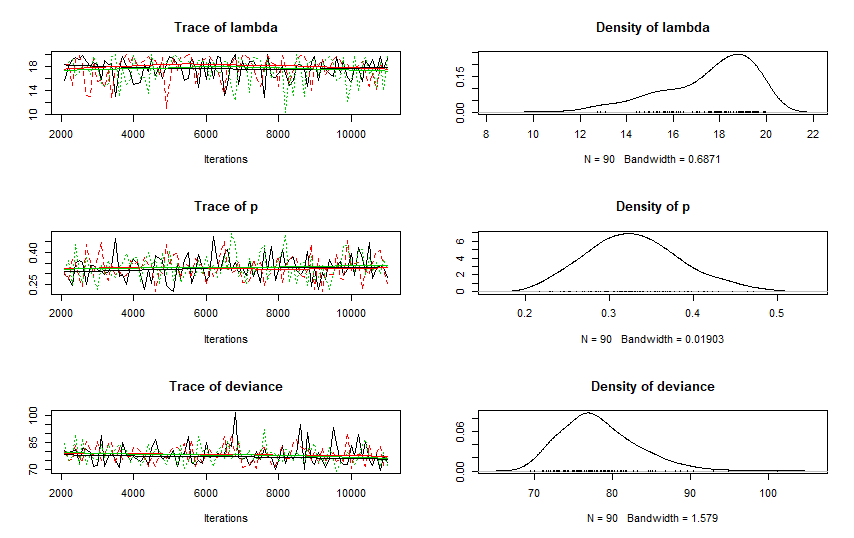 Trace of lambda
10 14 18
2000 4000 6000 8000 10000
Iterations
Density of lambda
0.00 0.15
8 10 12 14 16 18 20 22
N = 90 Bandwidth = 0.6871
Trace of p
0.25 0.40
2000 4000 6000 8000 10000
Iterations
Density of p
0 2 4 6
0.2 0.3 0.4 0.5
N = 90 Bandwidth = 0.01903
Trace of deviance
70 85 100
2000 4000 6000 8000 10000
Iterations
Density of deviance
0.00 0.06
70 80 90 100
N = 90 Bandwidth = 1.579